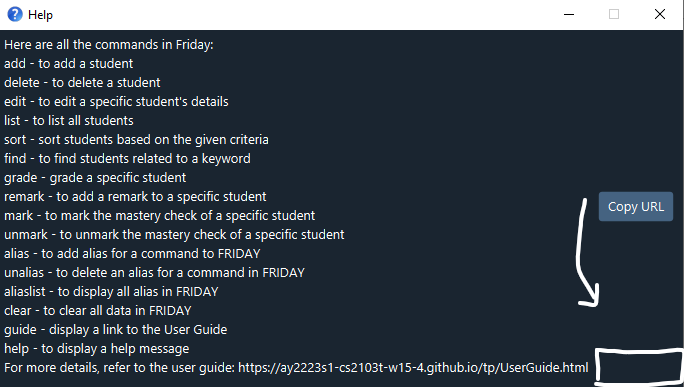 Help
Here are all the commands in Friday:
add - to add a student
delete - to delete a student
edit - to edit a specific student's details
list - to list all students
sort - sort students based on the given criteria
find - to find students related to a keyword
grade - grade a specific student
remark - to add a remark to a specific student
mark - to mark the mastery check of a specific student
unmark - to unmark the mastery check of a specific student
alias - to add alias for a command to FRIDAY
unalias - to delete an alias for a command in FRIDAY
aliaslist - to display all alias in FRIDAY
clear - to clear all data in FRIDAY
guide - display a link to the User Guide
help - to display a help message
For more details, refer to the user guide: https://ay2223s1-cs2103t-w15-4.github.io/tp/UserGuide.html
Copy URL